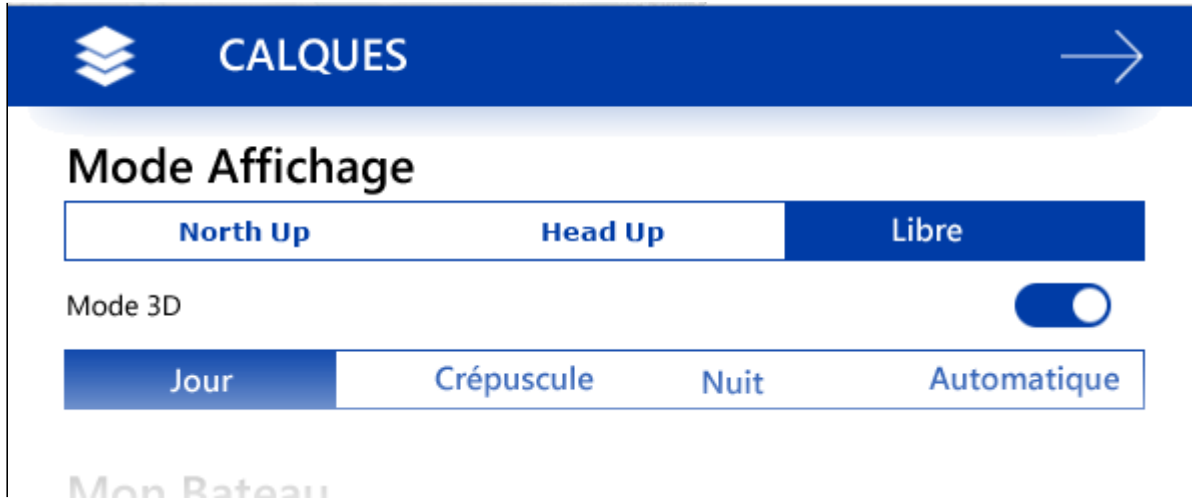 CALQUES
Mode Affichage
North Up Head Up Libre
Mode 3D
Jour Crépuscule Nuit Automatique
Mon Bateau